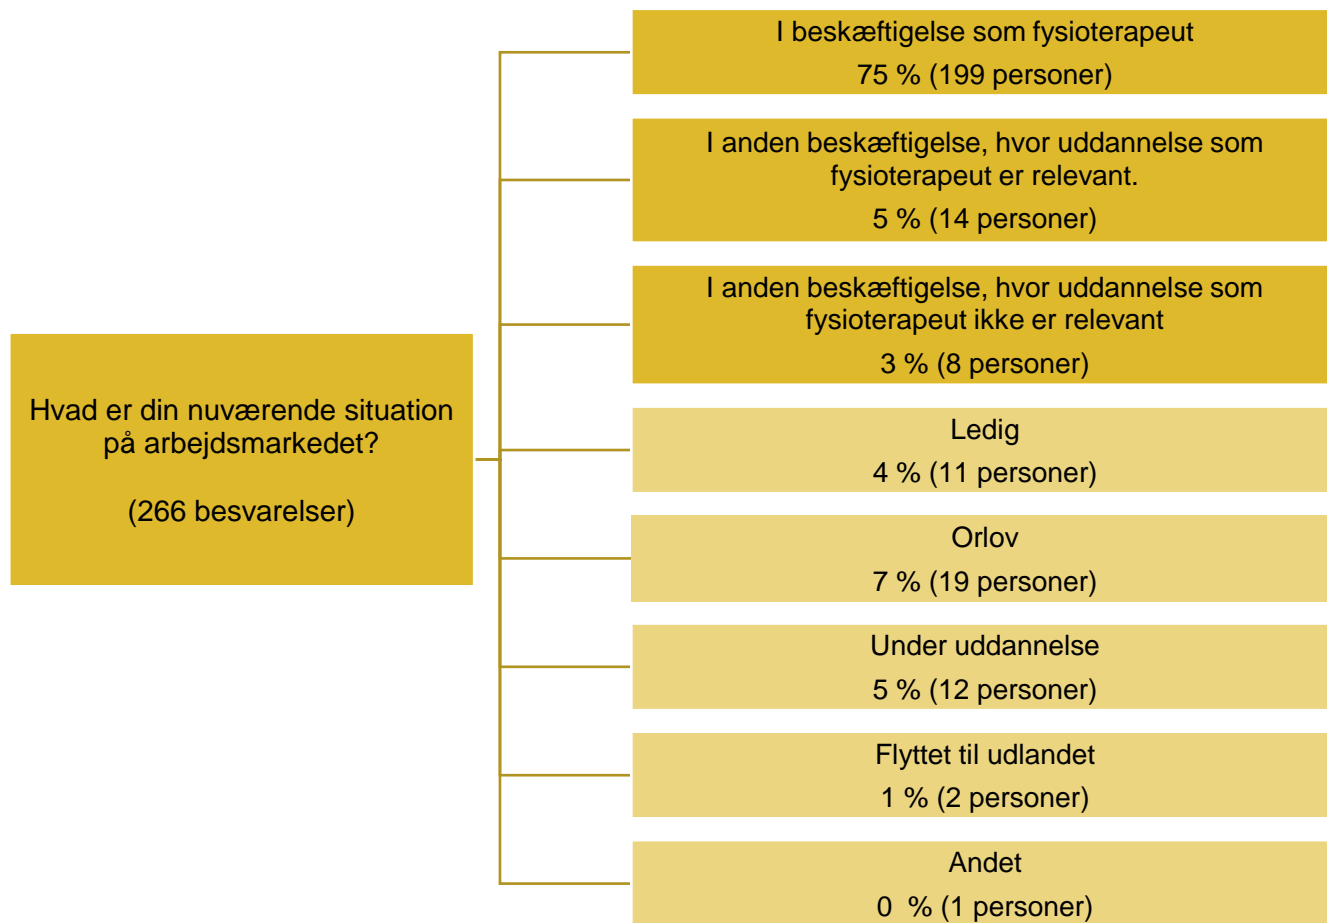 Hvad er din nuværende situation
på arbejdsmarkedet?
(266 besvarelser)
I beskæftigelse som fysioterapeut
75 % (199 personer)
I anden beskæftigelse, hvor uddannelse som
fysioterapeut er relevant.
5 % (14 personer)
I anden beskæftigelse, hvor uddannelse som
fysioterapeut ikke er relevant
3 % (8 personer)
Ledig
4 % (11 personer)
Orlov
7 % (19 personer)
Under uddannelse
5 % (12 personer)
Flyttet til udlandet
1 % (2 personer)
Andet
0 % (1 personer)